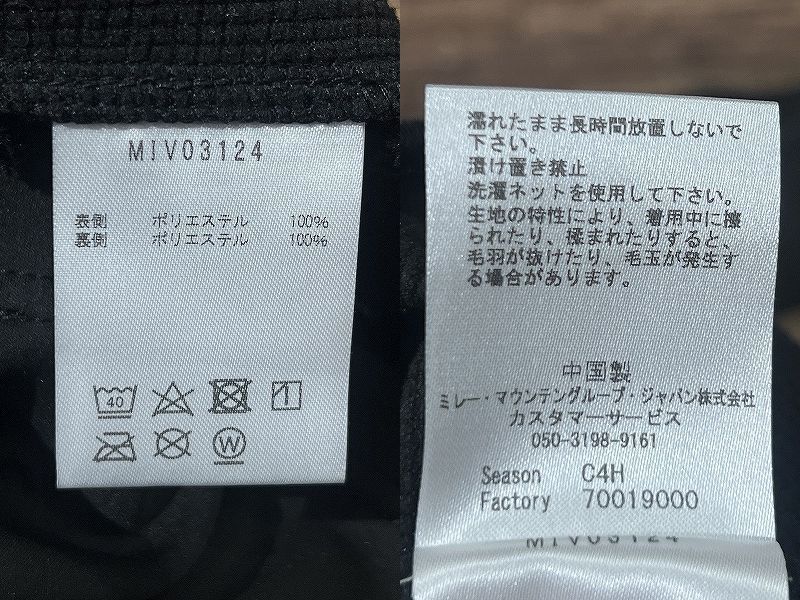 MIV03124
表側 ポリエステル 100%
裏側 ポリエステル 100%
40
W
濡れたまま長時間放置しないで
下さい。
漬け置き禁止
洗濯ネットを使用して下さい。
生地の特性により、着用中に擦
られたり、揉まれたりすると、
毛羽が抜けたり、毛玉が発生す
る場合があります。
中国製
ミレー・マウンテングループ・ジャパン株式会社
カスタマーサービス
050-3198-9161
Season C4H
Factory 70019000
MIV03124